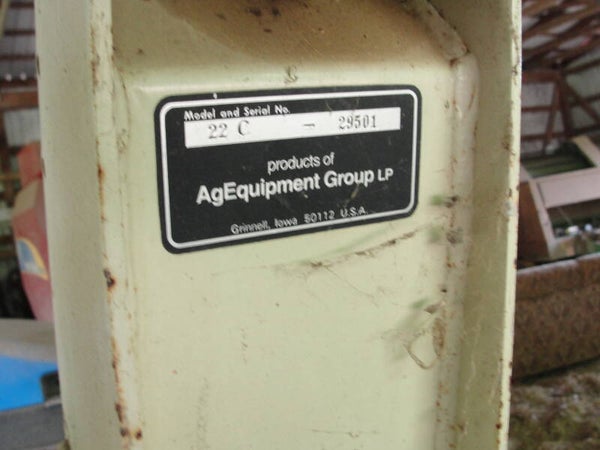 Model and Serial No.
22 C - 29501
products of
AgEquipment Group LP
Grinnell, Iowa 50112 U.S.A.